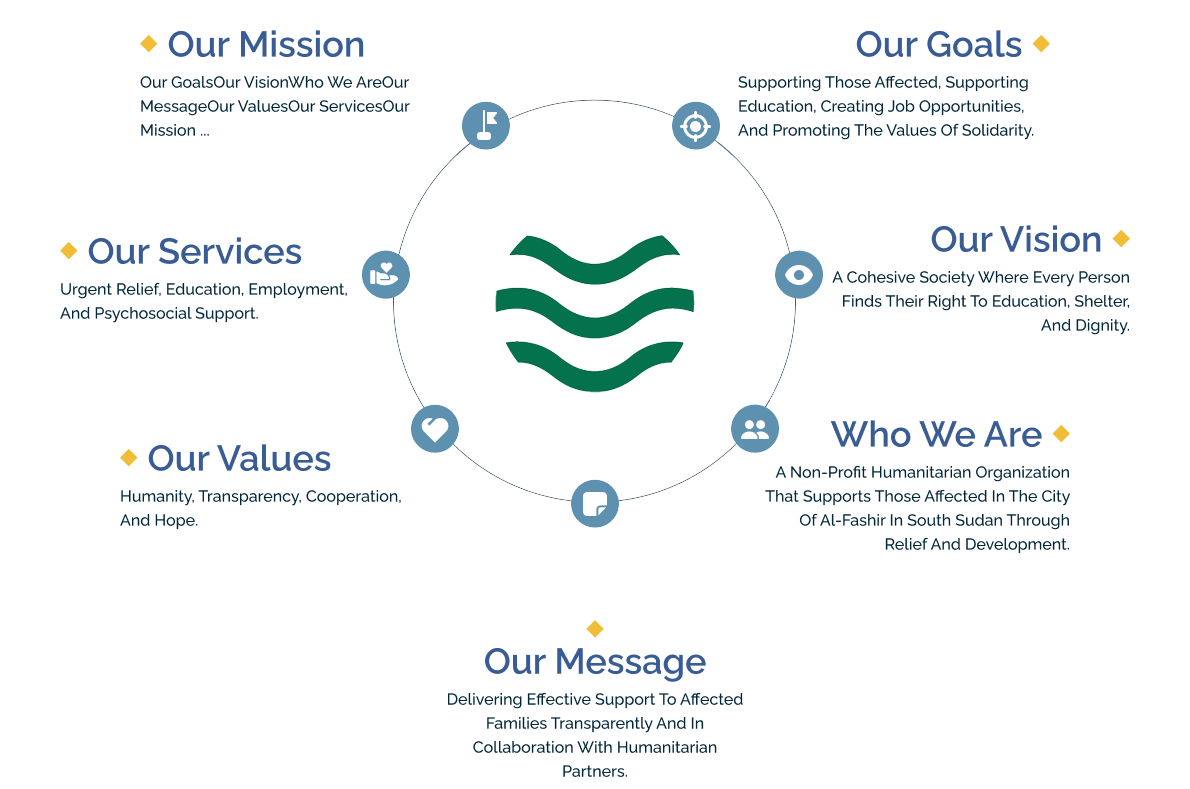 Our Mission
Our GoalsOur VisionWho We AreOur
MessageOur ValuesOur ServicesOur
Mission ...
Our Goals
Supporting Those Affected, Supporting
Education, Creating Job Opportunities,
And Promoting The Values Of Solidarity.
Our Services
Urgent Relief, Education, Employment,
And Psychosocial Support.
Our Vision
A Cohesive Society Where Every Person
Finds Their Right To Education, Shelter,
And Dignity.
Our Values
Humanity, Transparency, Cooperation,
And Hope.
Who We Are
A Non-Profit Humanitarian Organization
That Supports Those Affected In The City
Of Al-Fashir In South Sudan Through
Relief And Development.
Our Message
Delivering Effective Support To Affected
Families Transparently And In
Collaboration With Humanitarian
Partners.